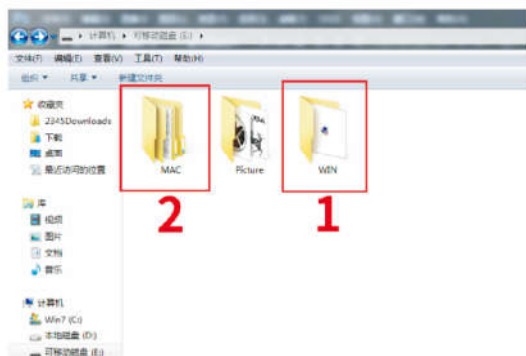 计算机 ▸ 可移动磁盘 (E:) ▸
文件(F) 编辑(E) 查看(V) 工具(T) 帮助(H)
组织 ▼ 共享 ▼ 新建文件夹
收藏夹
2345Downloads
下载
桌面
最近访问的位置
MAC
Picture
WIN
2
1
库
视频
图片
文档
音乐
计算机
Win7 (C:)
本地磁盘 (D:)
可移动磁盘 (E:)